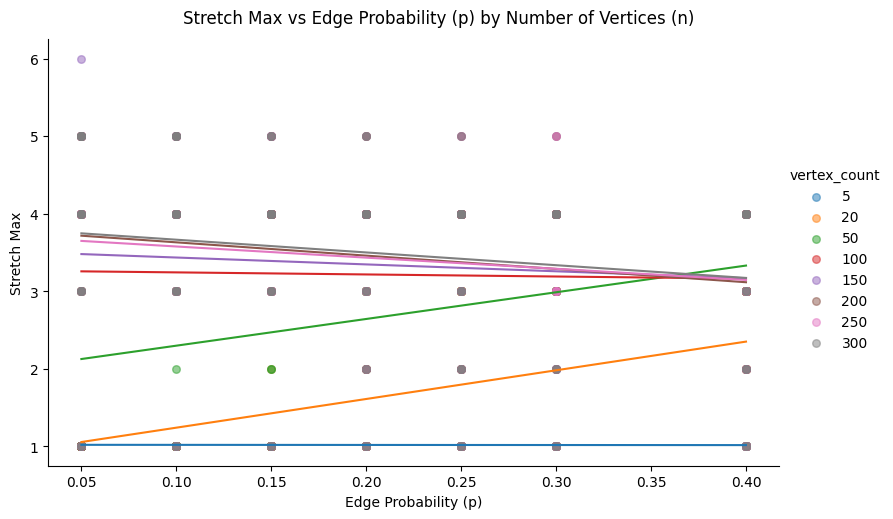 Stretch Max vs Edge Probability (p) by Number of Vertices (n)
Stretch Max
6
5
4
3
2
1
0.05 0.10 0.15 0.20 0.25 0.30 0.35 0.40
Edge Probability (p)
vertex_count
5
20
50
100
150
200
250
300